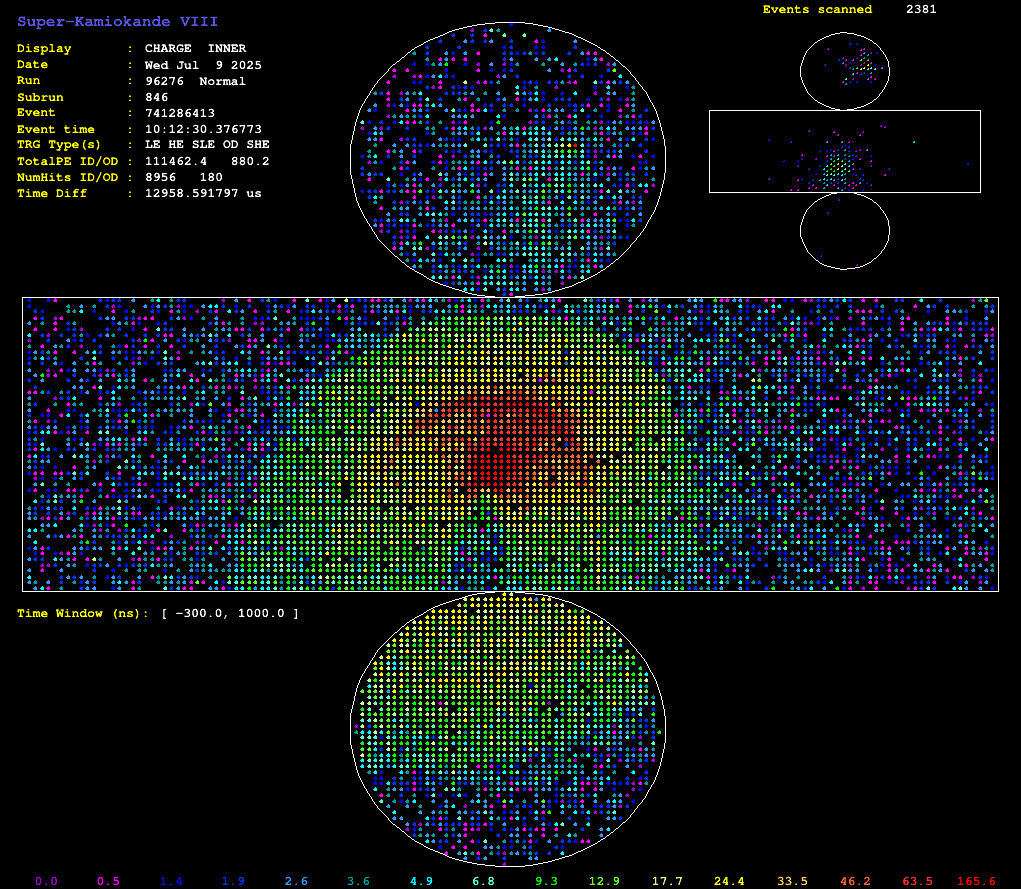 Super-Kamiokande VIII
Events scanned 2381
Display : CHARGE INNER
Date : Wed Jul 9 2025
Run : 96276 Normal
Subrun : 846
Event : 741286413
Event time : 10:12:30.376773
TRG Type(s) : LE HE SLE OD SHE
TotalPE ID/OD : 111462.4 880.2
NumHits ID/OD : 8956 180
Time Diff : 12958.591797 us
Time Window (ns): [ -300.0, 1000.0 ]
0.0 0.5 1.4 1.9 2.6 3.6 4.9 6.8 9.3 12.9 17.7 24.4 33.5 46.2 63.5 165.6